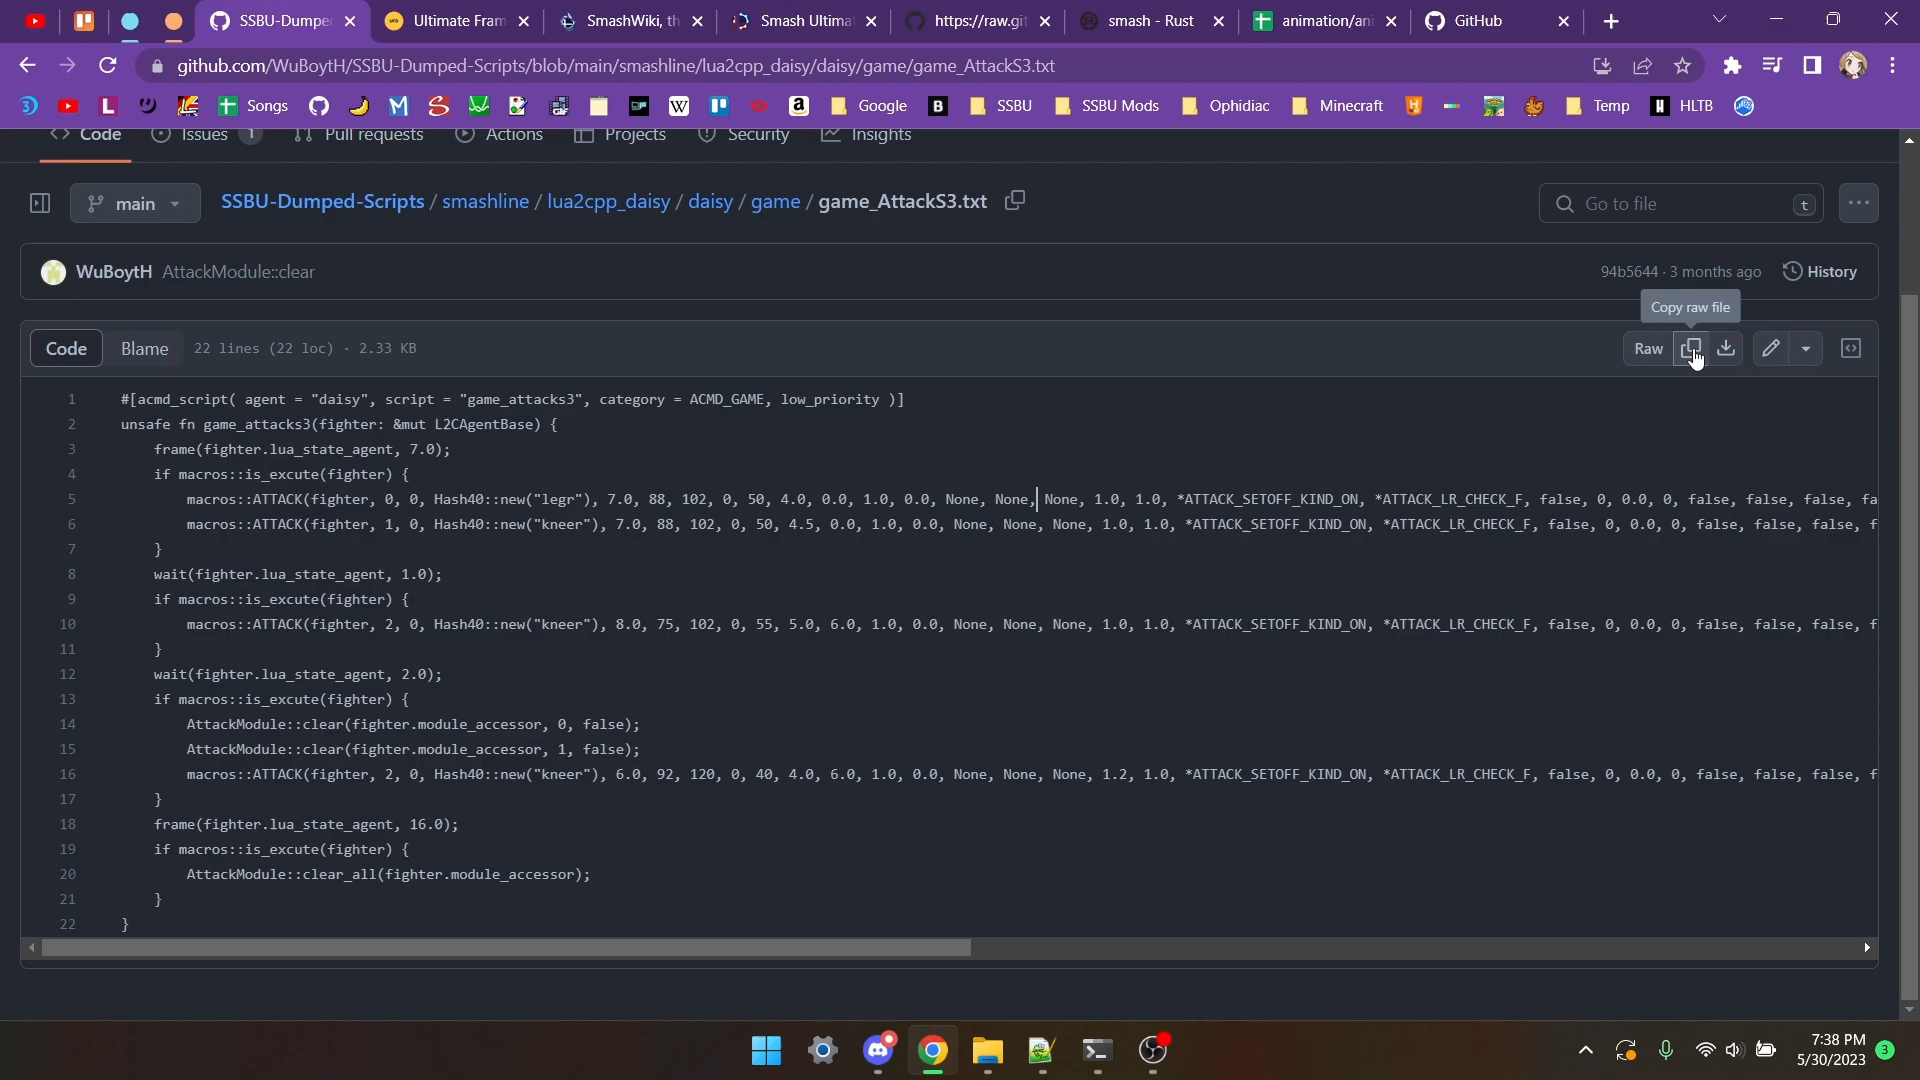 SSBU-Dumpe
Ultimate Fram
SmashWiki, th
Smash Ultima
https://raw.git
smash - Rust
animation/ani
GitHub
github.com/WuBoytH/SSBU-Dumped-Scripts/blob/main/smashline/lua2cpp_daisy/daisy/game/game_AttackS3.txt
Songs
Google
SSBU
SSBU Mods
Ophidiac
Minecraft
Temp
HLTB
Code
Issues 1
Pull requests
Actions
Projects
Security
Insights
main
SSBU-Dumped-Scripts / smashline / lua2cpp_daisy / daisy / game / game_AttackS3.txt
Go to file
t
WuBoytH AttackModule::clear
94b5644 · 3 months ago
History
Copy raw file
Code
Blame
22 lines (22 loc) · 2.33 KB
Raw
1 #[acmd_script( agent = "daisy", script = "game_attacks3", category = ACMD_GAME, low_priority )]
2 unsafe fn game_attacks3(fighter: &mut L2CAgentBase) {
3 frame(fighter.lua_state_agent, 7.0);
4 if macros::is_excute(fighter) {
5 macros::ATTACK(fighter, 0, 0, Hash40::new("legr"), 7.0, 88, 102, 0, 50, 4.0, 0.0, 1.0, 0.0, None, None, None, 1.0, 1.0, *ATTACK_SETOFF_KIND_ON, *ATTACK_LR_CHECK_F, false, 0, 0.0, 0, false, false, false, fa
6 macros::ATTACK(fighter, 1, 0, Hash40::new("kneer"), 7.0, 88, 102, 0, 50, 4.5, 0.0, 1.0, 0.0, None, None, None, 1.0, 1.0, *ATTACK_SETOFF_KIND_ON, *ATTACK_LR_CHECK_F, false, 0, 0.0, 0, false, false, false, f
7 }
8 wait(fighter.lua_state_agent, 1.0);
9 if macros::is_excute(fighter) {
10 macros::ATTACK(fighter, 2, 0, Hash40::new("kneer"), 8.0, 75, 102, 0, 55, 5.0, 6.0, 1.0, 0.0, None, None, None, 1.0, 1.0, *ATTACK_SETOFF_KIND_ON, *ATTACK_LR_CHECK_F, false, 0, 0.0, 0, false, false, false, f
11 }
12 wait(fighter.lua_state_agent, 2.0);
13 if macros::is_excute(fighter) {
14 AttackModule::clear(fighter.module_accessor, 0, false);
15 AttackModule::clear(fighter.module_accessor, 1, false);
16 macros::ATTACK(fighter, 2, 0, Hash40::new("kneer"), 6.0, 92, 120, 0, 40, 4.0, 6.0, 1.0, 0.0, None, None, None, 1.2, 1.0, *ATTACK_SETOFF_KIND_ON, *ATTACK_LR_CHECK_F, false, 0, 0.0, 0, false, false, false, f
17 }
18 frame(fighter.lua_state_agent, 16.0);
19 if macros::is_excute(fighter) {
20 AttackModule::clear_all(fighter.module_accessor);
21 }
22 }
7:38 PM
5/30/2023
3